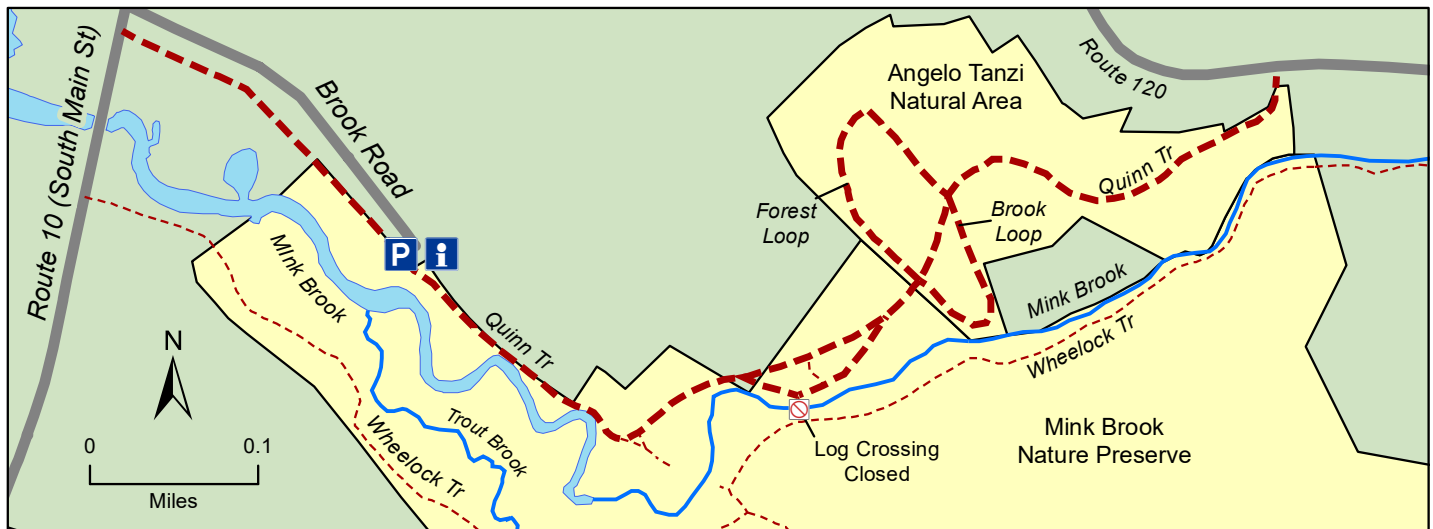 Route 10 (South Main St)
Brook Road
P
i
MInk Brook
Quinn Tr
Trout Brook
Wheelock Tr
N
0
0.1
Miles
Angelo Tanzi
Natural Area
Route 120
Quinn Tr
Forest
Loop
Brook
Loop
Mink Brook
Wheelock Tr
Log Crossing
Closed
Mink Brook
Nature Preserve